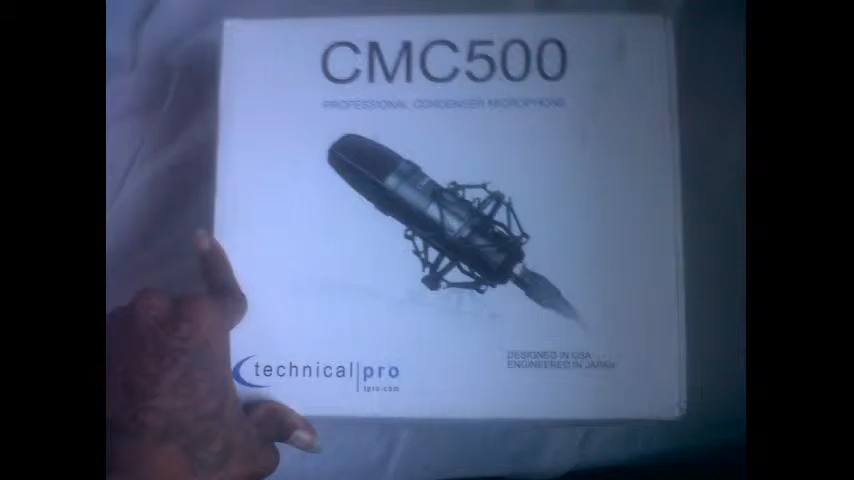 CMC500
PROFESSIONAL CONDENSER MICROPHONE
technical pro
tpro.com
DESIGNED IN USA
ENGINEERED IN JAPAN